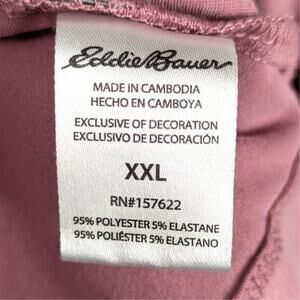 Eddie Bauer
MADE IN CAMBODIA
HECHO EN CAMBOYA
EXCLUSIVE OF DECORATION
EXCLUSIVO DE DECORACIÓN
XXL
RN#157622
95% POLYESTER 5% ELASTANE
95% POLIÉSTER 5% ELASTANO